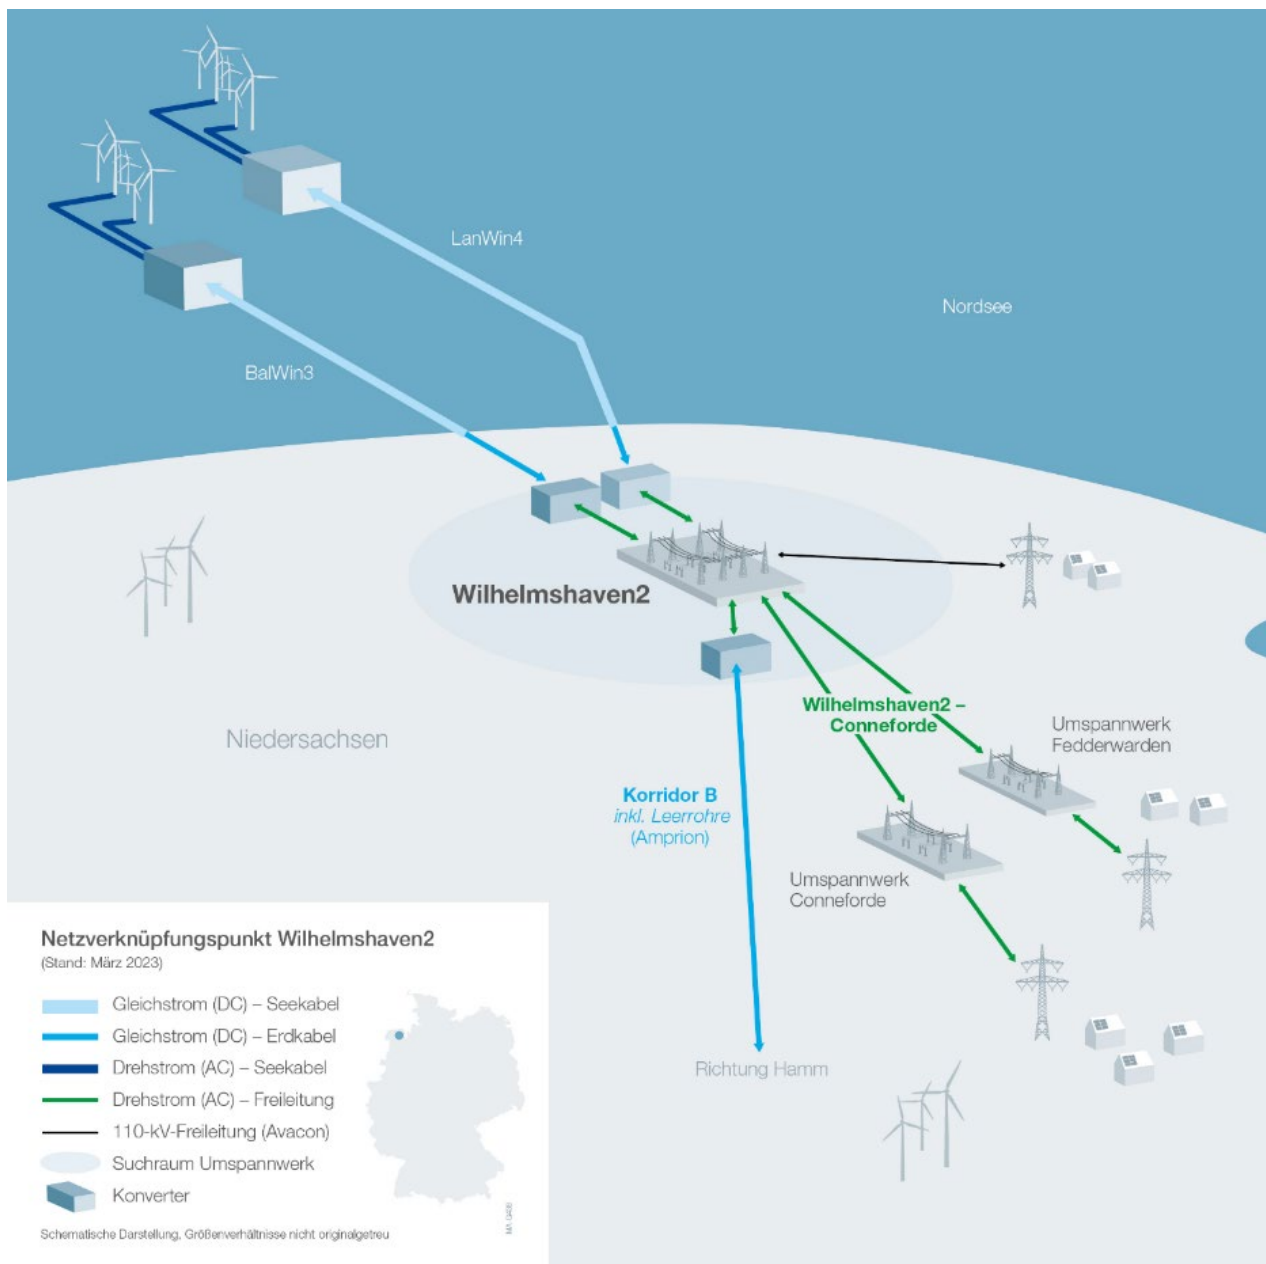 LanWin4
Nordsee
BalWin3
Wilhelmshaven2
Wilhelmshaven2 –
Conneforde
Umspannwerk
Fedderwarden
Niedersachsen
Korridor B
inkl. Leerrohre
(Amprion)
Umspannwerk
Conneforde
Richtung Hamm
Netzverknüpfungspunkt Wilhelmshaven2
(Stand: März 2023)
Gleichstrom (DC) – Seekabel
Gleichstrom (DC) – Erdkabel
Drehstrom (AC) – Seekabel
Drehstrom (AC) – Freileitung
110-kV-Freileitung (Avacon)
Suchraum Umspannwerk
Konverter
Schematische Darstellung, Größenverhältnisse nicht originalgetreu